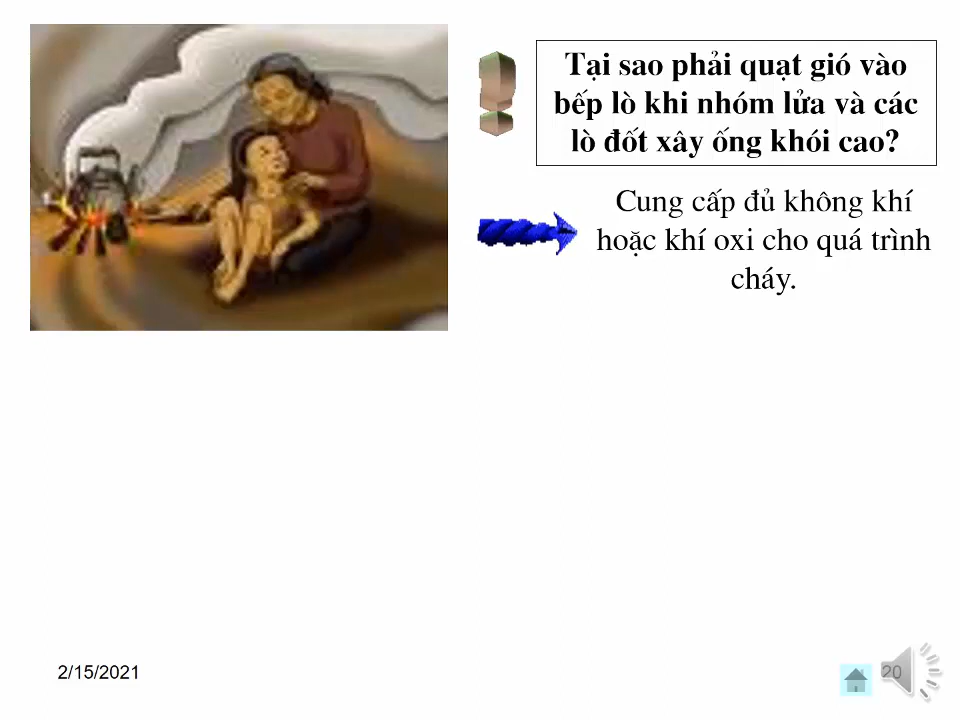 Tại sao phải quạt gió vào
bếp lò khi nhóm lửa và các
lò đốt xây ống khói cao?
Cung cấp đủ không khí
hoặc khí oxi cho quá trình
cháy.
2/15/2021
20